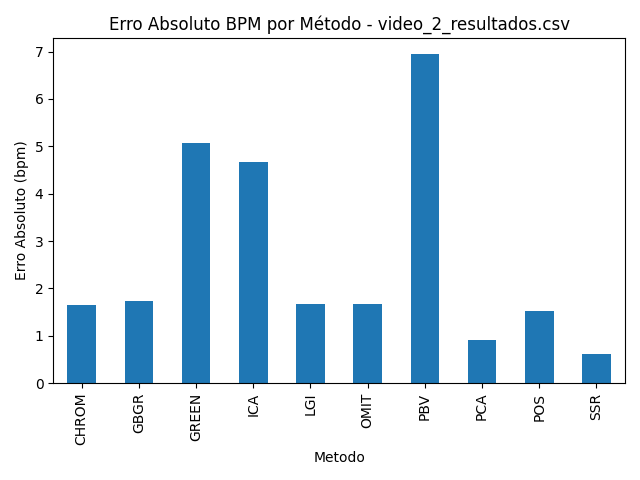 Erro Absoluto BPM por Método - video_2_resultados.csv
7
6
5
4
3
2
1
0
Erro Absoluto (bpm)
CHROM
GBGR
GREEN
ICA
LGI
OMIT
PBV
PCA
POS
SSR
Metodo